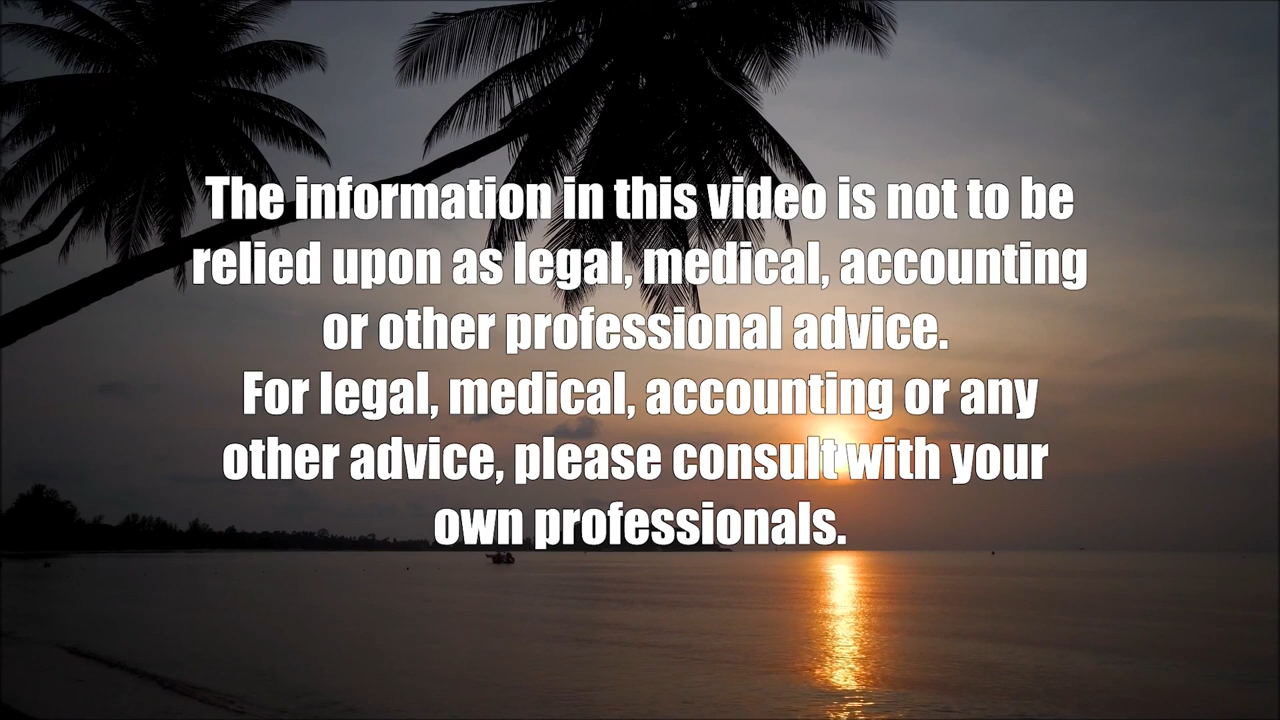 The information in this video is not to be
relied upon as legal, medical, accounting
or other professional advice.
For legal, medical, accounting or any
other advice, please consult with your
own professionals.